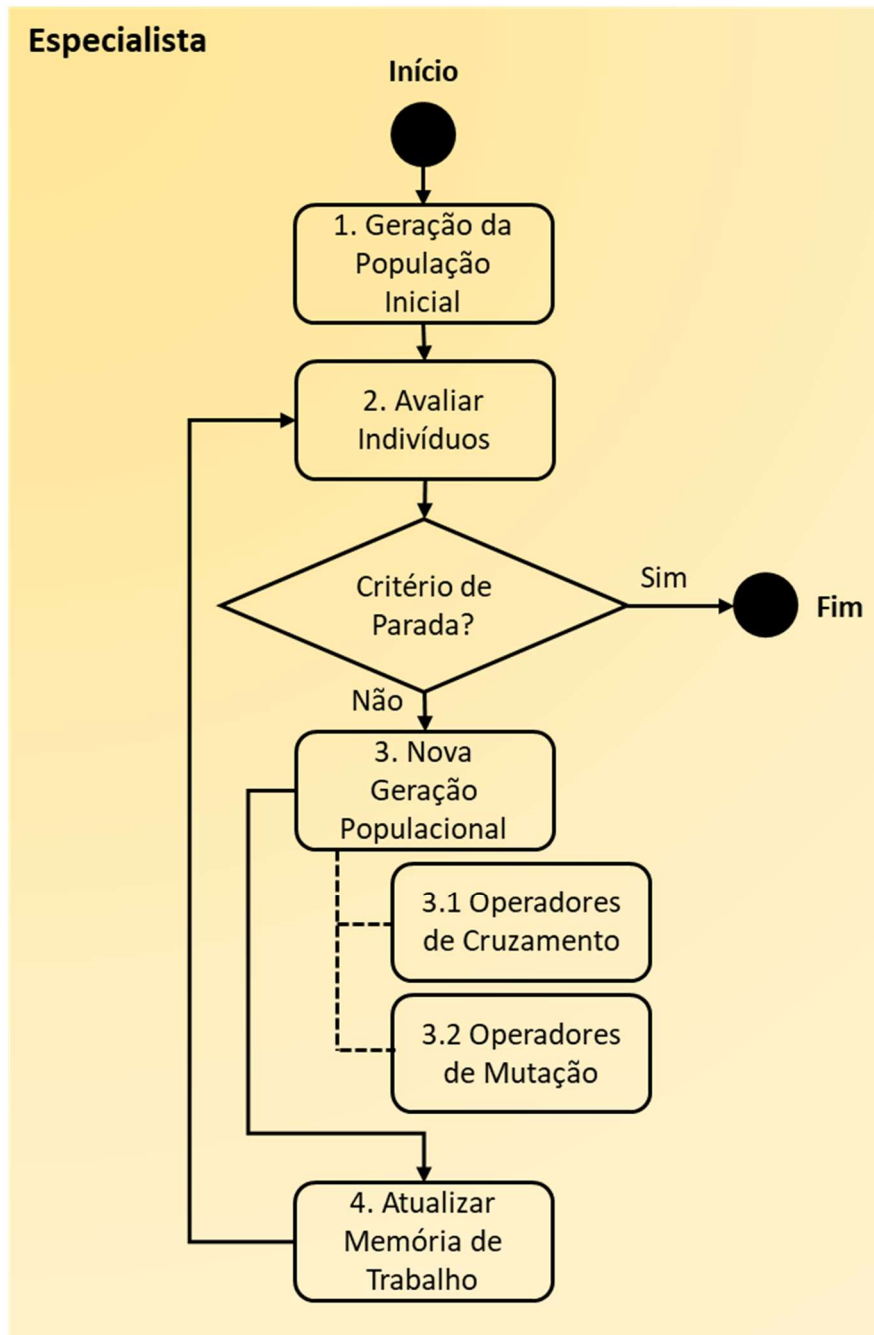 Especialista
Início
1. Geração da
População
Inicial
2. Avaliar
Indivíduos
Critério de
Parada?
Sim
Fim
Não
3. Nova
Geração
Populacional
3.1 Operadores
de Cruzamento
3.2 Operadores
de Mutação
4. Atualizar
Memória de
Trabalho